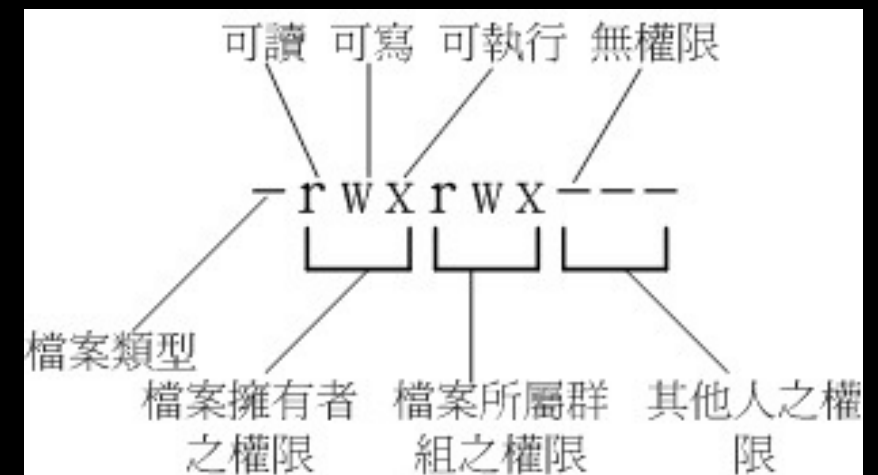 可讀 可寫 可執行 無權限
-rwxrwx---
檔案類型
檔案擁有者
之權限
檔案所屬群
組之權限
其他人之權
限